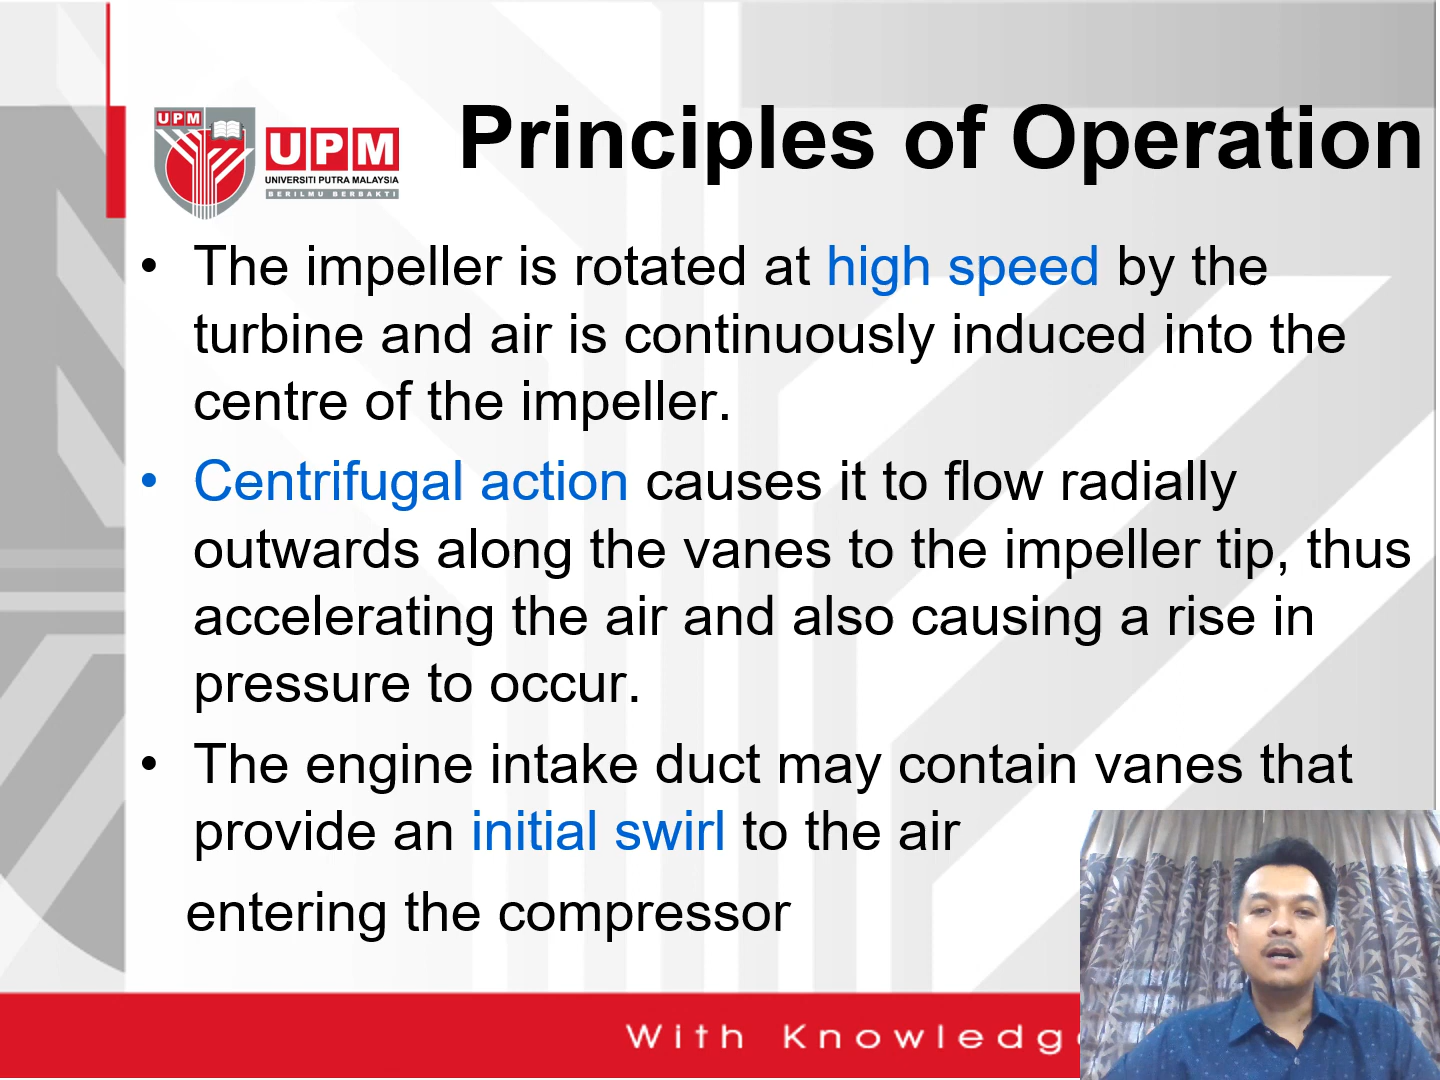 UPM
UPM
UNIVERSITI PUTRA MALAYSIA
BERILMU BERBAKTI
Principles of Operation
• The impeller is rotated at high speed by the
turbine and air is continuously induced into the
centre of the impeller.
• Centrifugal action causes it to flow radially
outwards along the vanes to the impeller tip, thus
accelerating the air and also causing a rise in
pressure to occur.
• The engine intake duct may contain vanes that
provide an initial swirl to the air
entering the compressor
With Knowledg